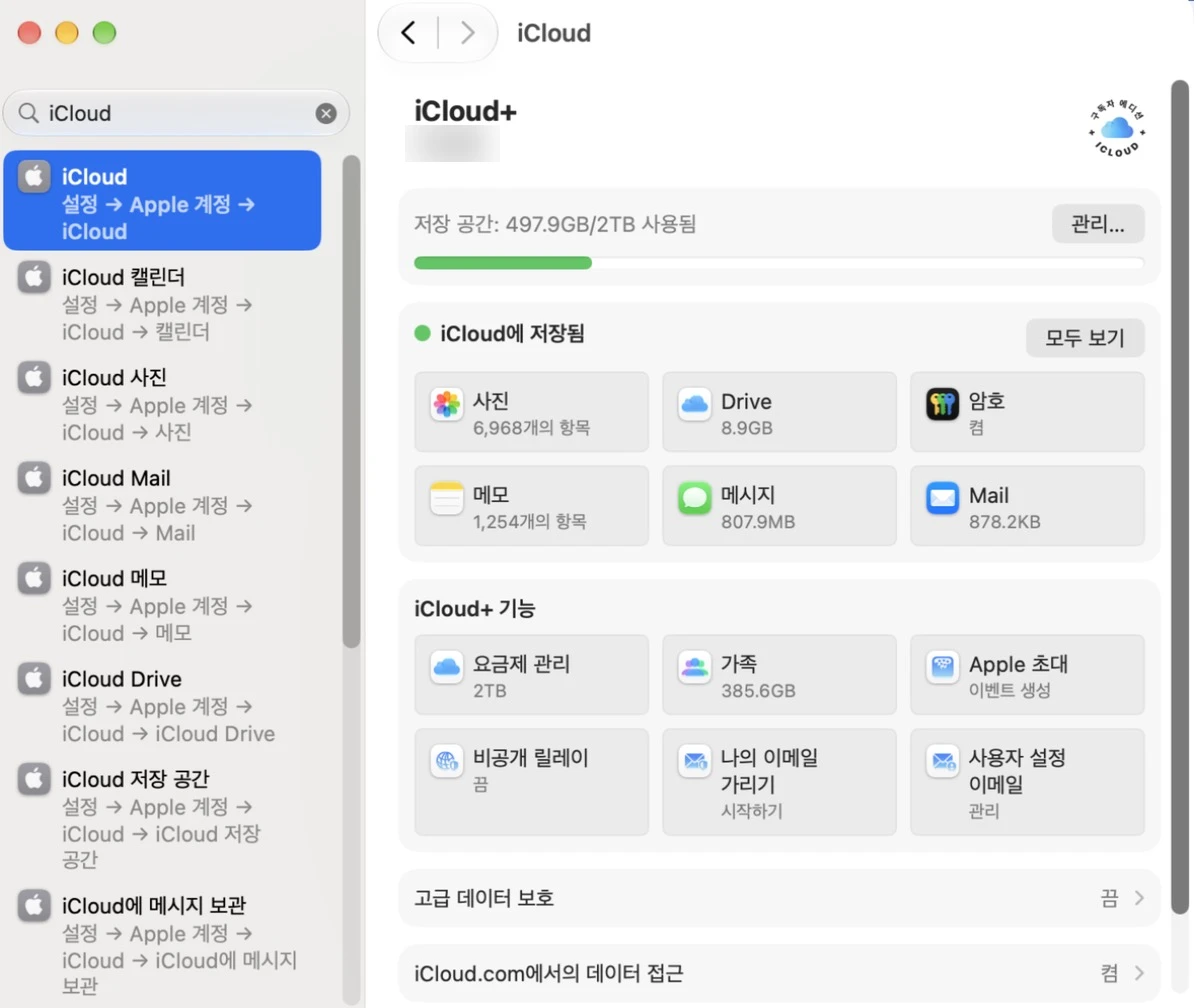 iCloud
iCloud
iCloud
설정 → Apple 계정 →
iCloud
iCloud 캘린더
설정 → Apple 계정 →
iCloud → 캘린더
iCloud 사진
설정 → Apple 계정 →
iCloud → 사진
iCloud Mail
설정 → Apple 계정 →
iCloud → Mail
iCloud 메모
설정 → Apple 계정 →
iCloud → 메모
iCloud Drive
설정 → Apple 계정 →
iCloud → iCloud Drive
iCloud 저장 공간
설정 → Apple 계정 →
iCloud → iCloud 저장
공간
iCloud에 메시지 보관
설정 → Apple 계정 →
iCloud → iCloud에 메시지
보관
iCloud+
구독자 에디션
ICLOUD
저장 공간: 497.9GB/2TB 사용됨
관리...
iCloud에 저장됨
모두 보기
사진
6,968개의 항목
Drive
8.9GB
암호
켬
메모
1,254개의 항목
메시지
807.9MB
Mail
878.2KB
iCloud+ 기능
요금제 관리
2TB
가족
385.6GB
Apple 초대
이벤트 생성
비공개 릴레이
끔
나의 이메일
가리기
시작하기
사용자 설정
이메일
관리
고급 데이터 보호
끔
iCloud.com에서의 데이터 접근
켬